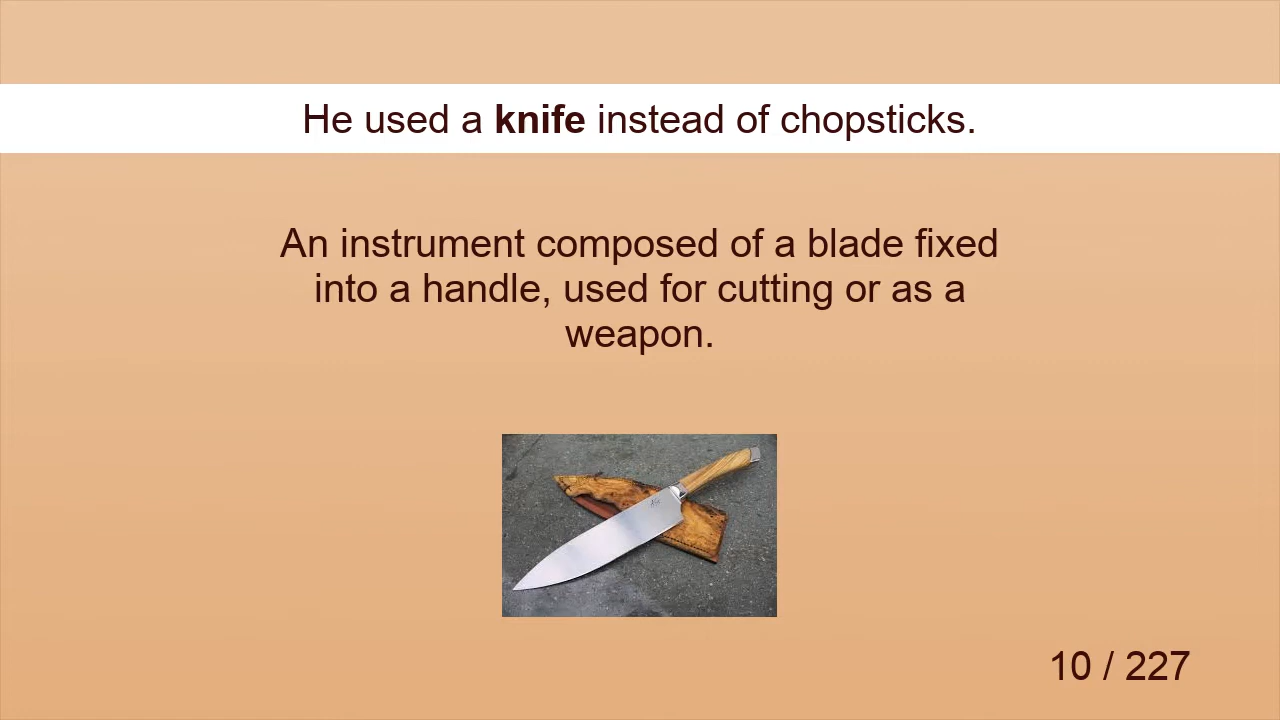 He used a knife instead of chopsticks.
An instrument composed of a blade fixed
into a handle, used for cutting or as a
weapon.
10 / 227